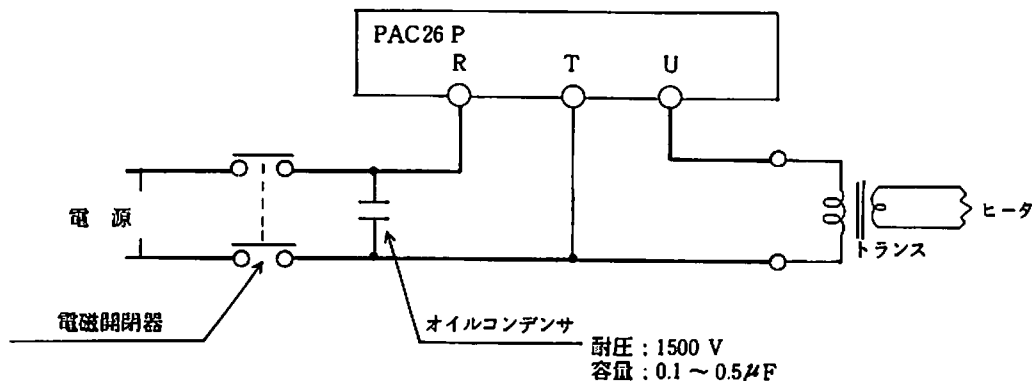 PAC26 P
R T U
電 源
ヒータ
トランス
電磁開閉器
オイルコンデンサ
耐圧 ; 1500 V
容量 ; 0.1 ～ 0.5μF